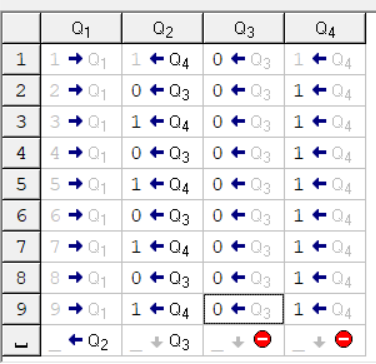 Q1 Q2 Q3 Q4
1 1 → Q1 1 ← Q4 0 ← Q3 1 ← Q4
2 2 → Q1 0 ← Q3 0 ← Q3 1 ← Q4
3 3 → Q1 1 ← Q4 0 ← Q3 1 ← Q4
4 4 → Q1 0 ← Q3 0 ← Q3 1 ← Q4
5 5 → Q1 1 ← Q4 0 ← Q3 1 ← Q4
6 6 → Q1 0 ← Q3 0 ← Q3 1 ← Q4
7 7 → Q1 1 ← Q4 0 ← Q3 1 ← Q4
8 8 → Q1 0 ← Q3 0 ← Q3 1 ← Q4
9 9 → Q1 1 ← Q4 0 ← Q3 1 ← Q4
␣ _ ← Q2 _ ↓ Q3 _ ↓ ⛔ _ ↓ ⛔